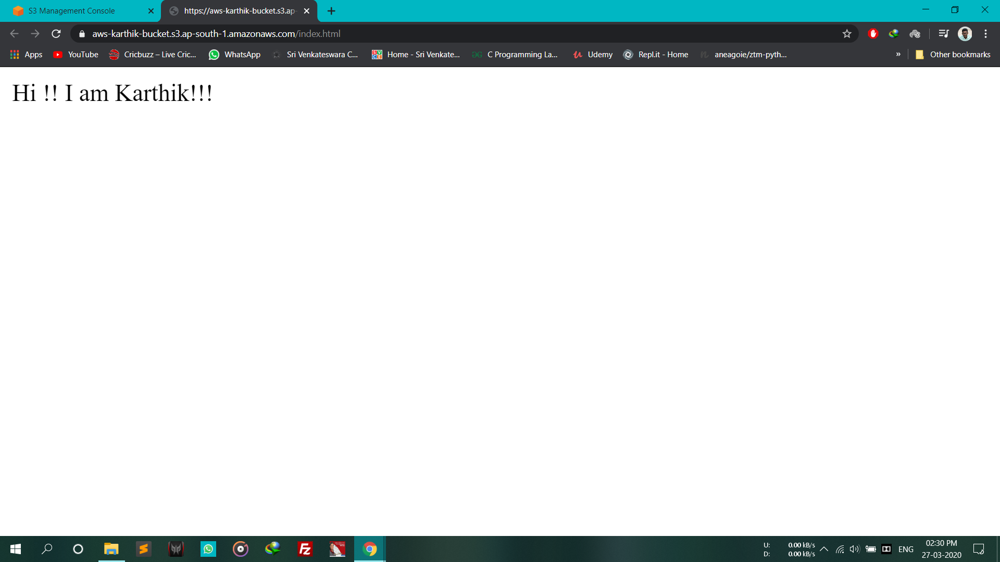 S3 Management Console
https://aws-karthik-bucket.s3.ap-
aws-karthik-bucket.s3.ap-south-1.amazonaws.com/index.html
Apps YouTube Cricbuzz – Live Cric... WhatsApp Sri Venkateswara C... Home - Sri Venkate... C Programming La... Udemy Repl.it - Home aneagoie/ztm-pyth... » Other bookmarks
Hi !! I am Karthik!!!
U: 0.00 kB/s
D: 0.00 kB/s
ENG
02:30 PM
27-03-2020